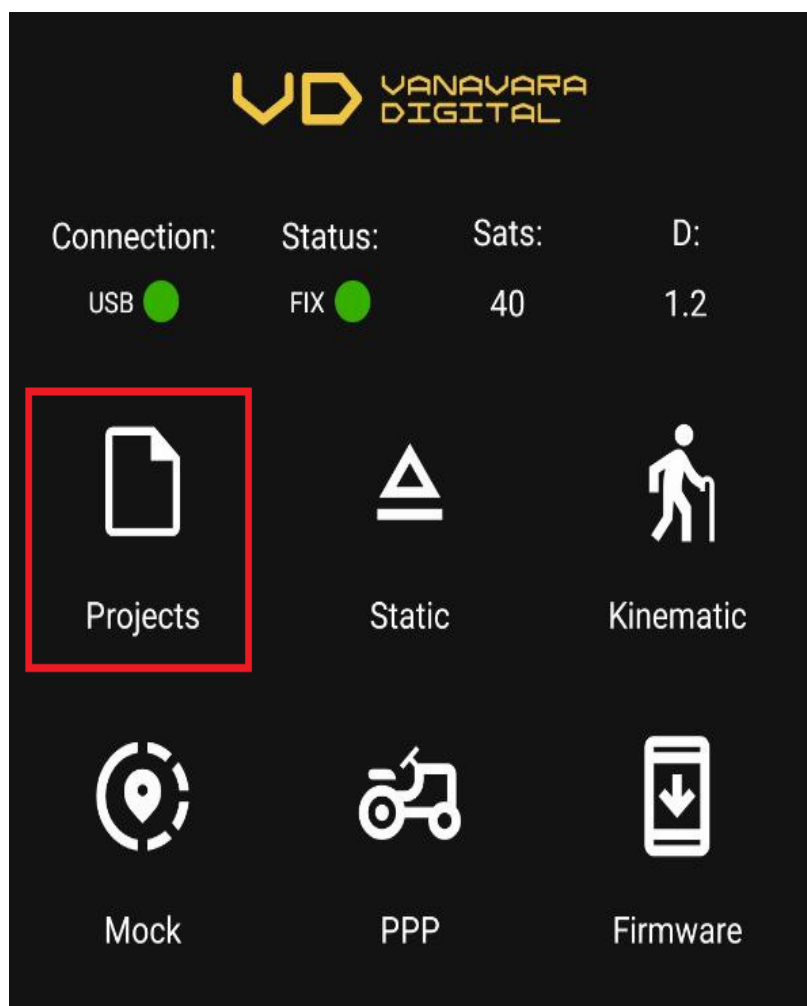 VD VANAVARA
DIGITAL
Connection: Status: Sats: D:
USB FIX 40 1.2
Projects Static Kinematic
Mock PPP Firmware